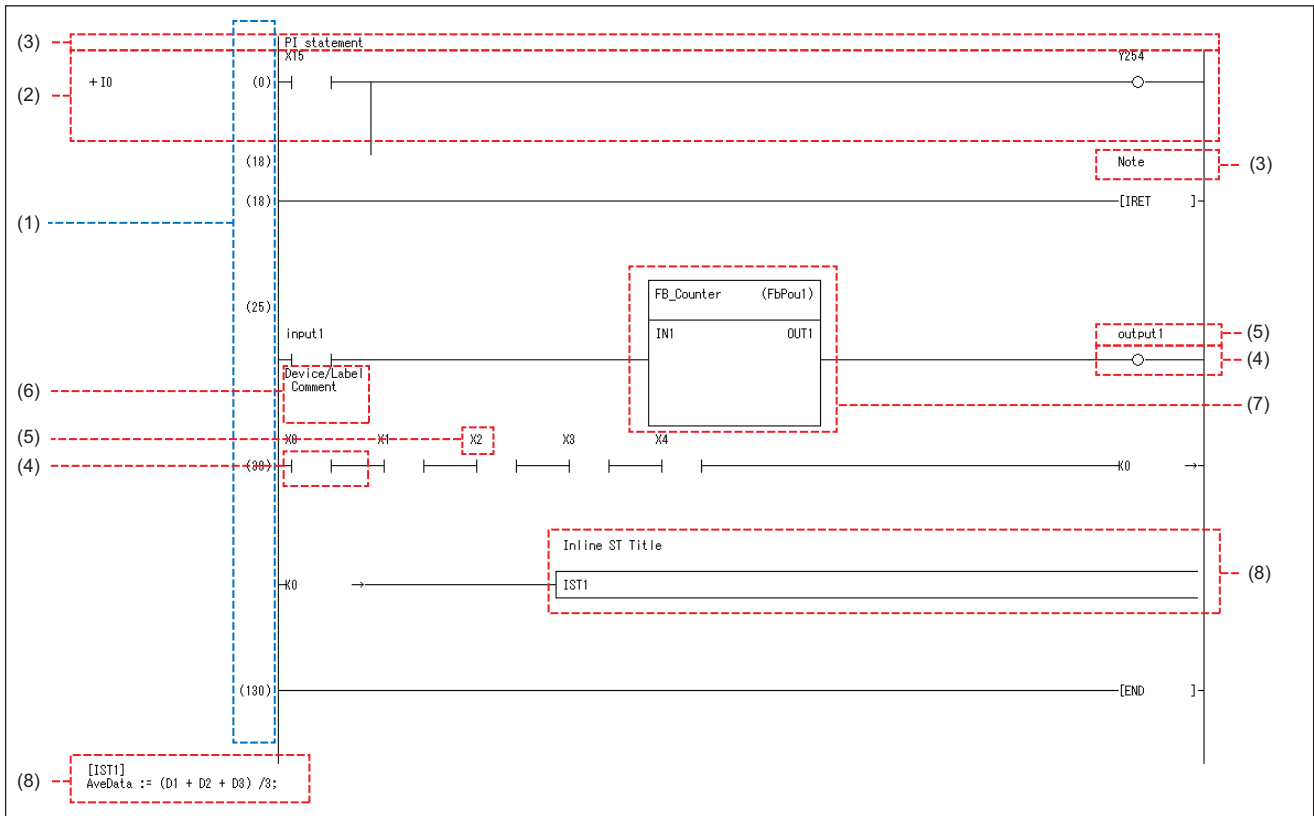 (3) PI statement
X15 Y254
(2) +I0 (0)
(18) Note (3)
(18) [IRET ]
(1)
FB_Counter (FbPou1)
(25)
input1 IN1 OUT1 output1 (5)
(4)
Device/Label
Comment
(6)
(7)
(5) X0 X1 X2 X3 X4
(4) (30) K0 →
Inline ST Title
K0 → IST1 (8)
(130) [END ]
[IST1]
(8) AveData := (D1 + D2 + D3) /3;